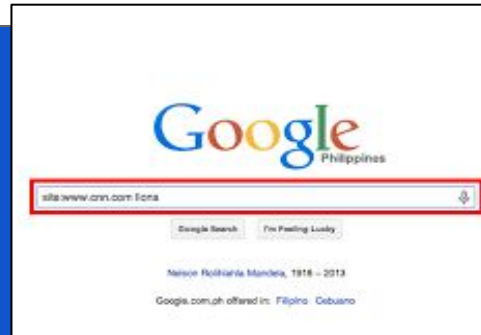 Google
Philippines
site:www.cnn.com lions
Google Search I'm Feeling Lucky
Nelson Rolihlahla Mandela, 1918 – 2013
Google.com.ph offered in: Filipino Cebuano